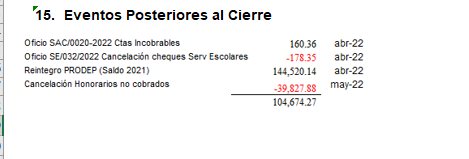 15. Eventos Posteriores al Cierre
Oficio SAC/0020-2022 Ctas Incobrables 160.36 abr-22
Oficio SE/032/2022 Cancelación cheques Serv Escolares -178.35 abr-22
Reintegro PRODEP (Saldo 2021) 144,520.14 abr-22
Cancelación Honorarios no cobrados -39,827.88 may-22
104,674.27